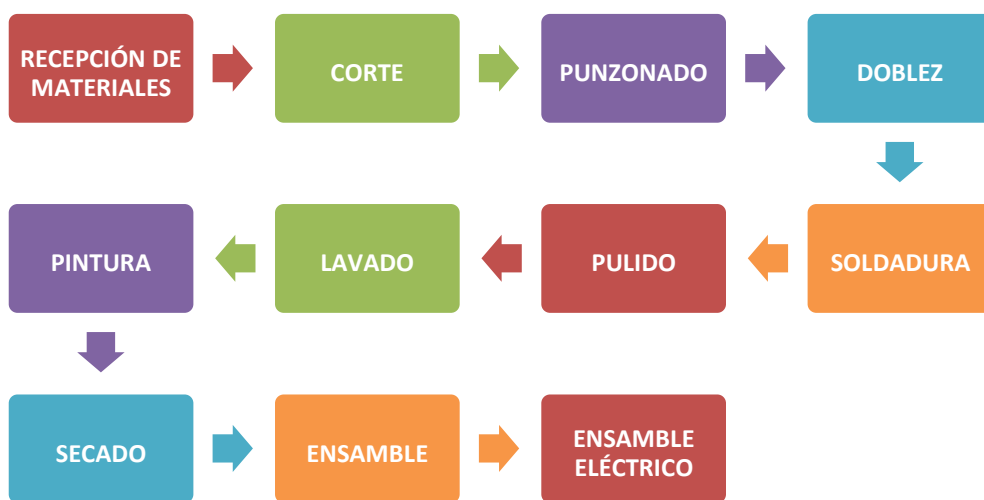 RECEPCIÓN DE
MATERIALES
CORTE
PUNZONADO
DOBLEZ
SOLDADURA
PULIDO
LAVADO
PINTURA
SECADO
ENSAMBLE
ENSAMBLE
ELÉCTRICO